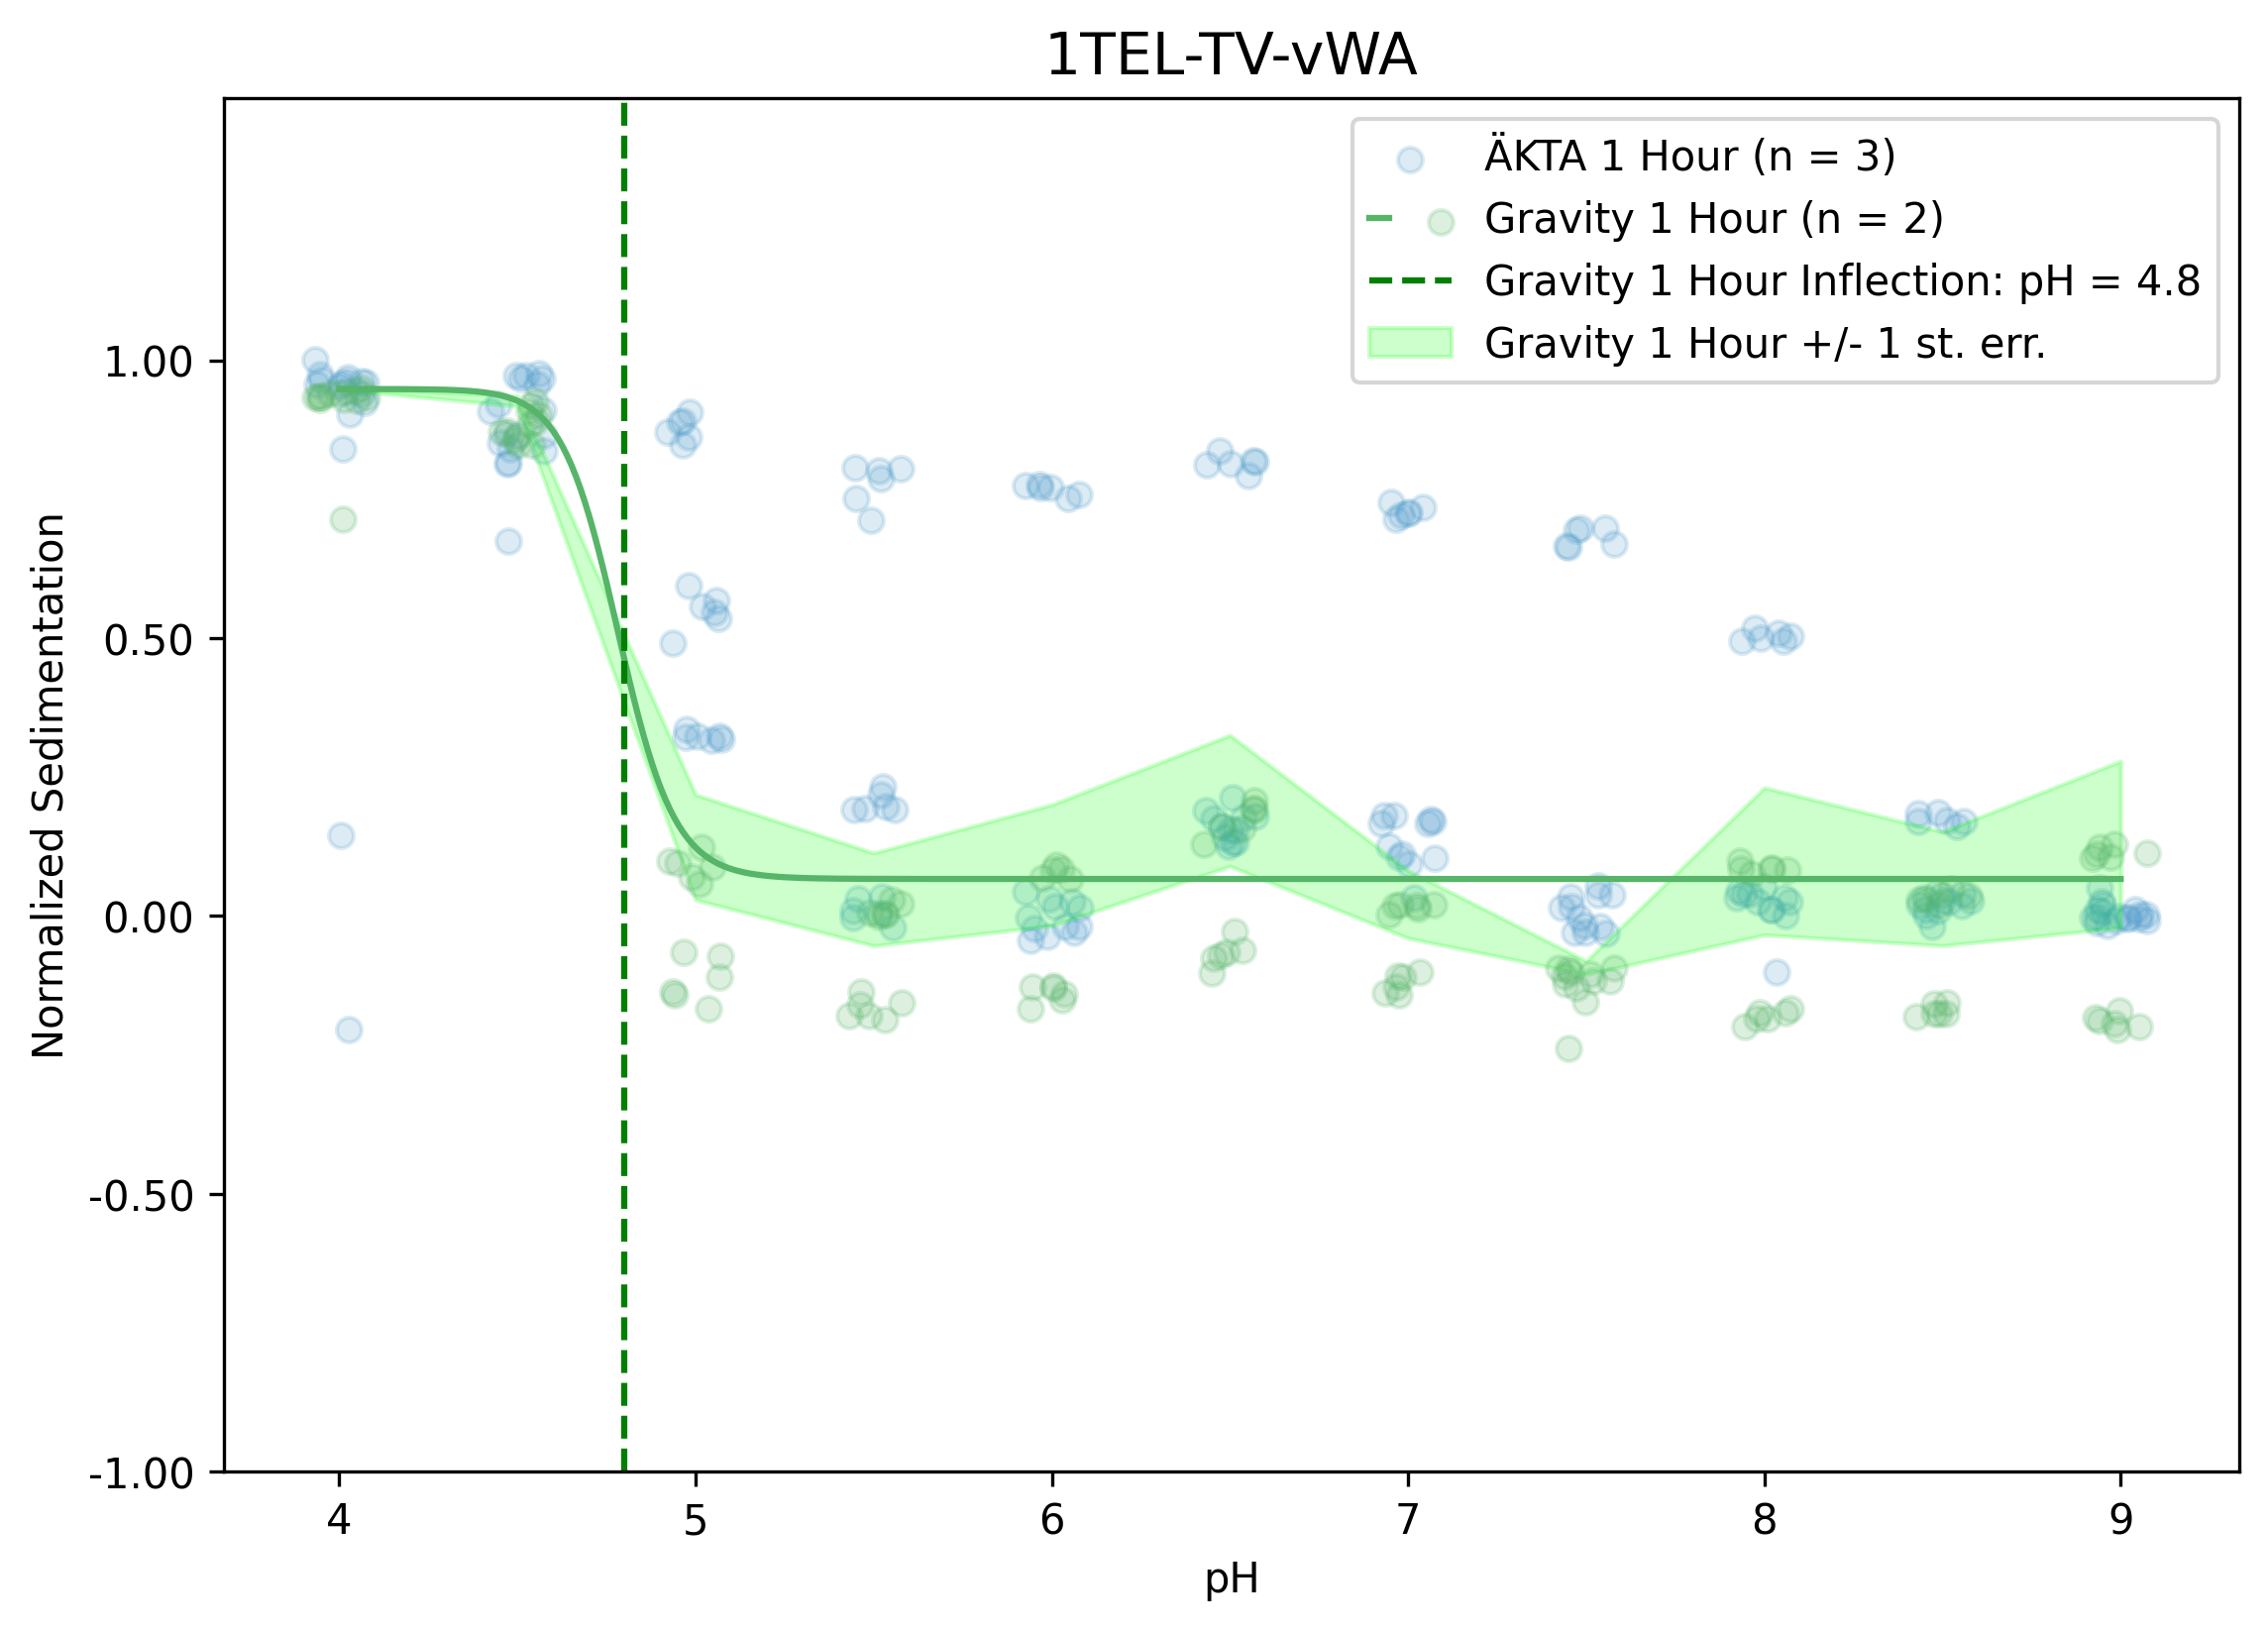 1TEL-TV-vWA
ÄKTA 1 Hour (n = 3)
Gravity 1 Hour (n = 2)
Gravity 1 Hour Inflection: pH = 4.8
Gravity 1 Hour +/- 1 st. err.
Normalized Sedimentation
1.00
0.50
0.00
-0.50
-1.00
4 5 6 7 8 9
pH